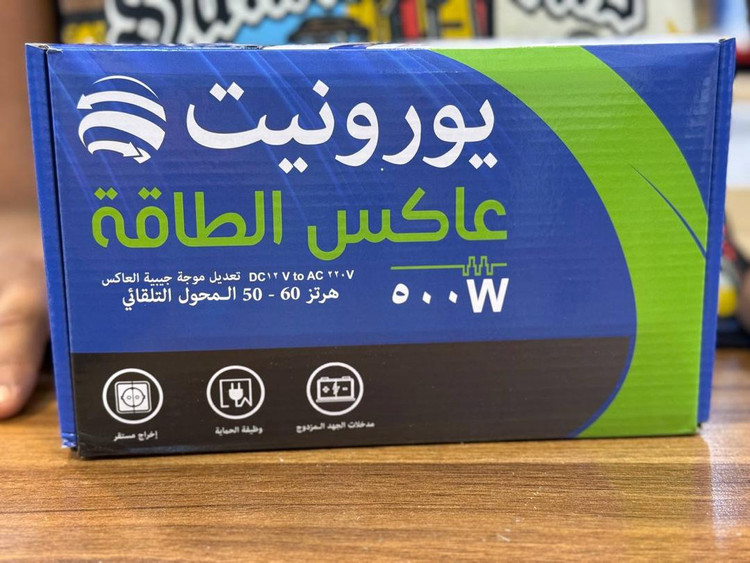 يورونيت
عاكس الطاقة
DC١٢ V to AC ٢٢٠V تعديل موجة جيبية العاكس
هرتز 60 - 50 المحول التلقائي
٥٠٠W
مدخلات الجهد المزدوج
وظيفة الحماية
إخراج مستقر